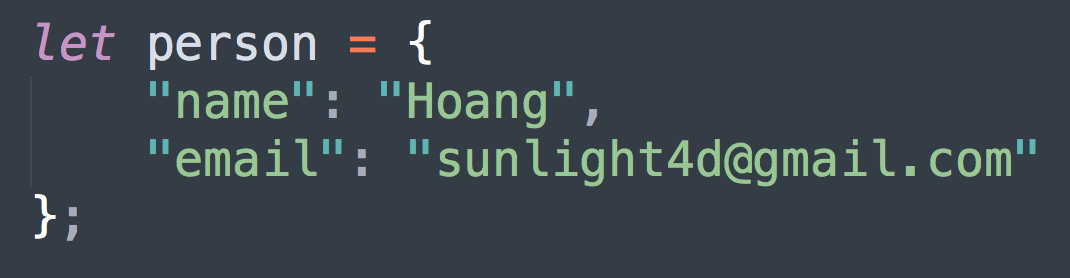 let person = {
    "name": "Hoang",
    "email": "sunlight4d@gmail.com"
};